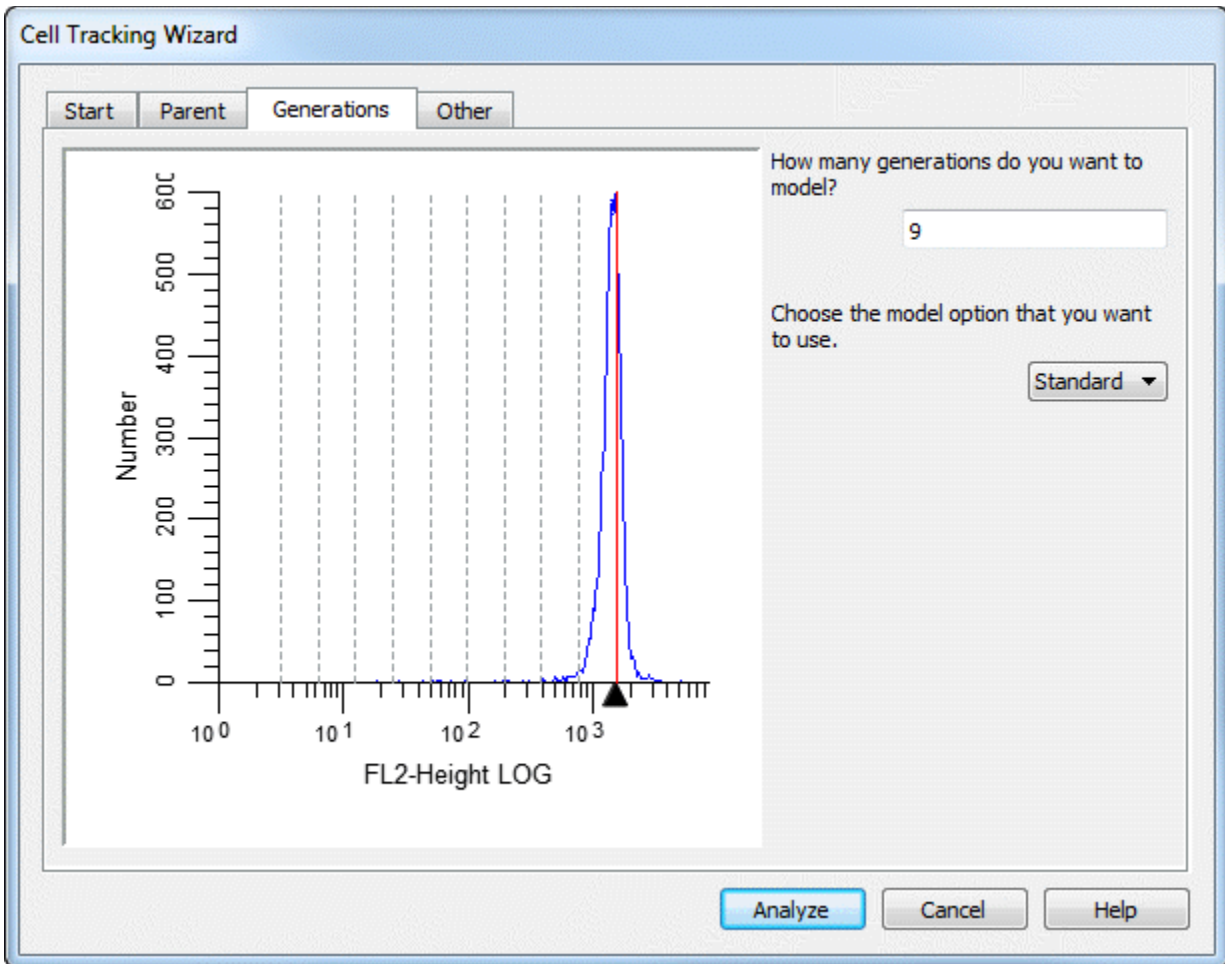 Cell Tracking Wizard
Start
Parent
Generations
Other
How many generations do you want to
model?
9
Choose the model option that you want
to use.
Standard
600
500
400
300
200
100
0
Number
10 0
10 1
10 2
10 3
FL2-Height LOG
Analyze
Cancel
Help